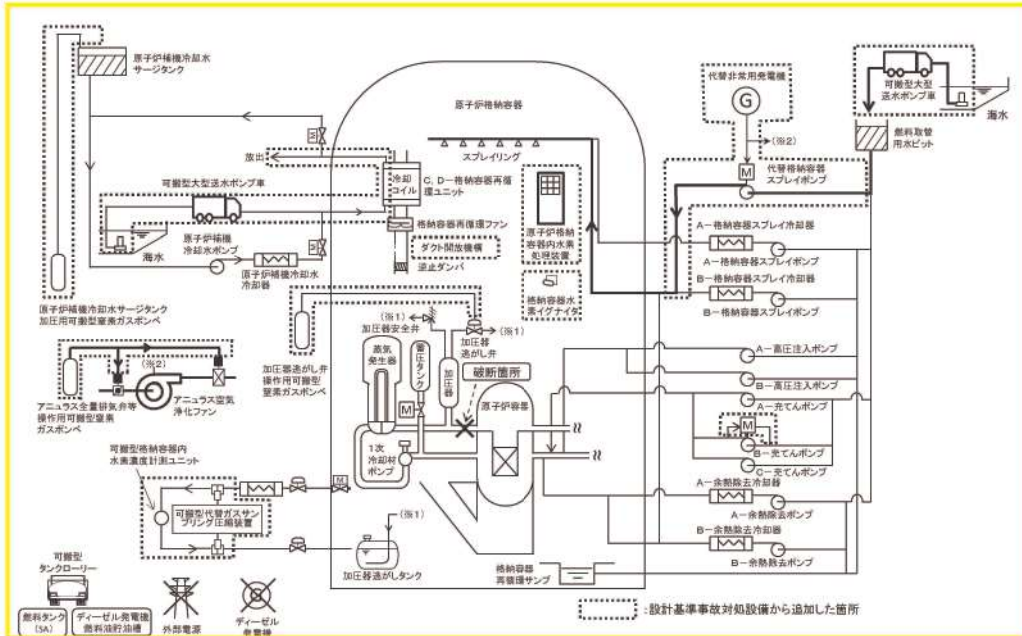 原子炉補機冷却水
サージタンク
原子炉格納容器
代替非常用発電機
G
可搬型大型
送水ポンプ車
海水
(※2)
燃料取替
用水ピット
M
代替格納容器
スプレイポンプ
M
放出
スプレイリング
冷却
コイル
C、D-格納容器再循
環ユニット
可搬型大型送水ポンプ車
格納容器再循環ファン
ダクト開放機構
逆止ダンパ
原子炉格納
容器内水素
処理装置
A-格納容器スプレイ冷却器
A-格納容器スプレイポンプ
B-格納容器スプレイ冷却器
B-格納容器スプレイポンプ
海水
原子炉補機
冷却水ポンプ
M
原子炉補機冷却水
冷却器
格納容器水
素イグナイタ
原子炉補機冷却水サージタンク
加圧用可搬型窒素ガスボンベ
(※1)
加圧器安全弁
(※1)
加圧器
逃がし弁
加圧器逃がし弁
操作用可搬型
窒素ガスボンベ
蒸気
発生器
蓄圧タンク
加圧器
破断箇所
原子炉容器
M
1次
冷却材
ポンプ
A-高圧注入ポンプ
B-高圧注入ポンプ
A-充てんポンプ
M
B-充てんポンプ
C-充てんポンプ
(※2)
アニュラス全量排気弁等
操作用可搬型窒素
ガスボンベ
アニュラス空気
浄化ファン
可搬型格納容器内
水素濃度計測ユニット
M
可搬型代替ガスサン
プリング圧縮装置
(※1)
加圧器逃がしタンク
A-余熱除去冷却器
A-余熱除去ポンプ
B-余熱除去冷却器
B-余熱除去ポンプ
格納容器
再循環サンプ
可搬型
タンクローリー
燃料タンク
(SA)
ディーゼル発電機
燃料油貯油槽
外部電源
ディーゼル
発電機
:設計基準事故対処設備から追加した箇所